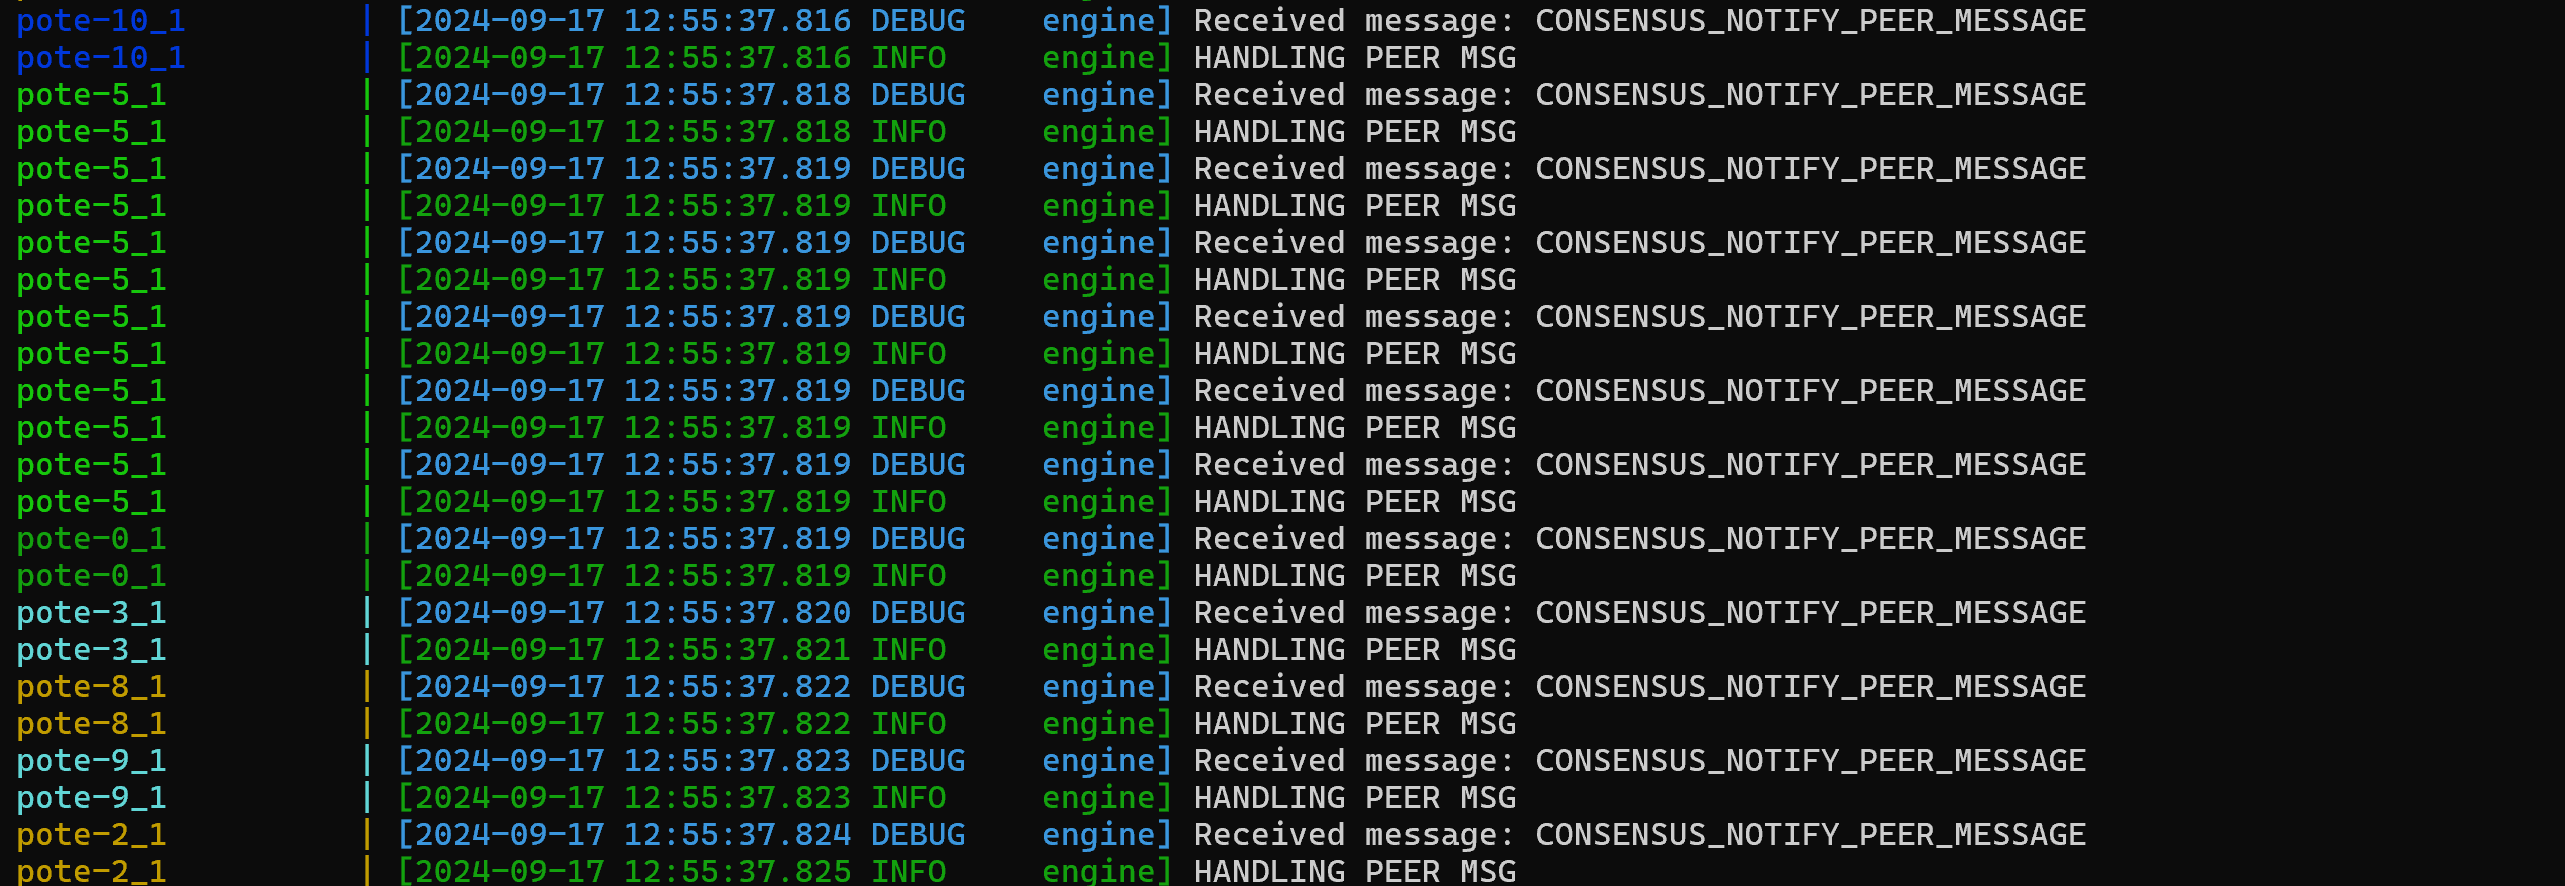 pote-10_1 | [2024-09-17 12:55:37.816 DEBUG engine] Received message: CONSENSUS_NOTIFY_PEER_MESSAGE
pote-10_1 | [2024-09-17 12:55:37.816 INFO engine] HANDLING PEER MSG
pote-5_1 | [2024-09-17 12:55:37.818 DEBUG engine] Received message: CONSENSUS_NOTIFY_PEER_MESSAGE
pote-5_1 | [2024-09-17 12:55:37.818 INFO engine] HANDLING PEER MSG
pote-5_1 | [2024-09-17 12:55:37.819 DEBUG engine] Received message: CONSENSUS_NOTIFY_PEER_MESSAGE
pote-5_1 | [2024-09-17 12:55:37.819 INFO engine] HANDLING PEER MSG
pote-5_1 | [2024-09-17 12:55:37.819 DEBUG engine] Received message: CONSENSUS_NOTIFY_PEER_MESSAGE
pote-5_1 | [2024-09-17 12:55:37.819 INFO engine] HANDLING PEER MSG
pote-5_1 | [2024-09-17 12:55:37.819 DEBUG engine] Received message: CONSENSUS_NOTIFY_PEER_MESSAGE
pote-5_1 | [2024-09-17 12:55:37.819 INFO engine] HANDLING PEER MSG
pote-5_1 | [2024-09-17 12:55:37.819 DEBUG engine] Received message: CONSENSUS_NOTIFY_PEER_MESSAGE
pote-5_1 | [2024-09-17 12:55:37.819 INFO engine] HANDLING PEER MSG
pote-5_1 | [2024-09-17 12:55:37.819 DEBUG engine] Received message: CONSENSUS_NOTIFY_PEER_MESSAGE
pote-5_1 | [2024-09-17 12:55:37.819 INFO engine] HANDLING PEER MSG
pote-0_1 | [2024-09-17 12:55:37.819 DEBUG engine] Received message: CONSENSUS_NOTIFY_PEER_MESSAGE
pote-0_1 | [2024-09-17 12:55:37.819 INFO engine] HANDLING PEER MSG
pote-3_1 | [2024-09-17 12:55:37.820 DEBUG engine] Received message: CONSENSUS_NOTIFY_PEER_MESSAGE
pote-3_1 | [2024-09-17 12:55:37.821 INFO engine] HANDLING PEER MSG
pote-8_1 | [2024-09-17 12:55:37.822 DEBUG engine] Received message: CONSENSUS_NOTIFY_PEER_MESSAGE
pote-8_1 | [2024-09-17 12:55:37.822 INFO engine] HANDLING PEER MSG
pote-9_1 | [2024-09-17 12:55:37.823 DEBUG engine] Received message: CONSENSUS_NOTIFY_PEER_MESSAGE
pote-9_1 | [2024-09-17 12:55:37.823 INFO engine] HANDLING PEER MSG
pote-2_1 | [2024-09-17 12:55:37.824 DEBUG engine] Received message: CONSENSUS_NOTIFY_PEER_MESSAGE
pote-2_1 | [2024-09-17 12:55:37.825 INFO engine] HANDLING PEER MSG